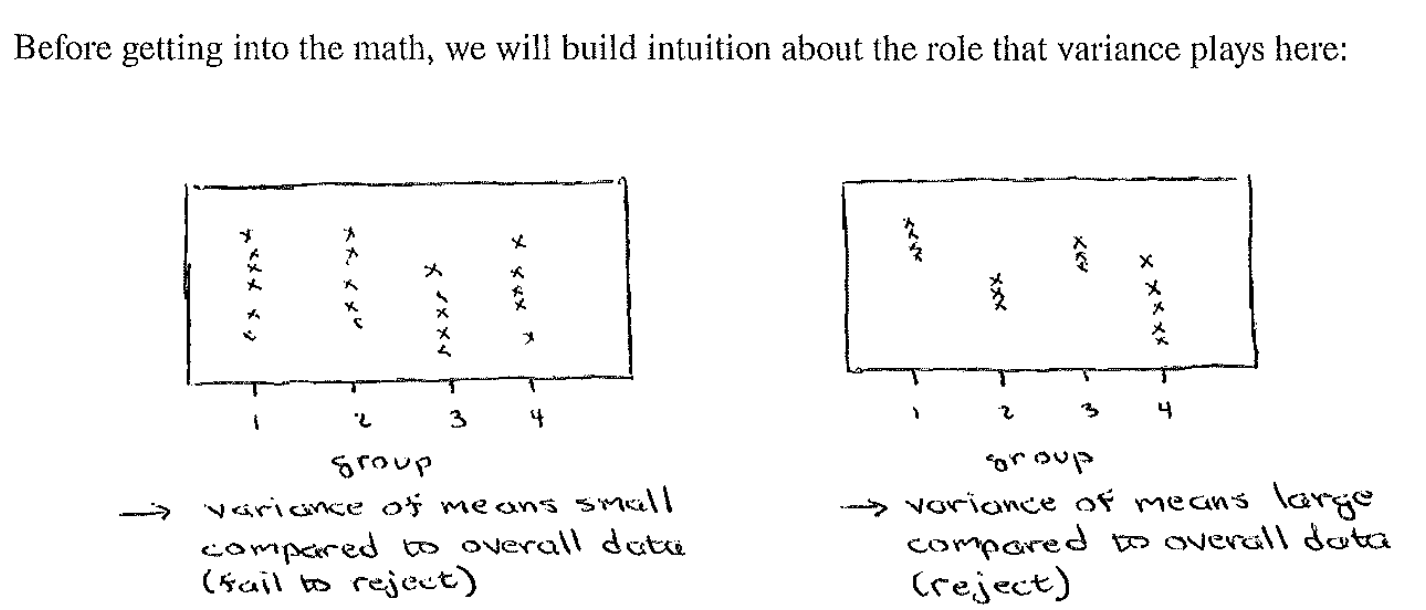 Before getting into the math, we will build intuition about the role that variance plays here:
1 2 3 4
group
→ variance of means small
compared to overall data
(fail to reject)
1 2 3 4
group
→ variance of means large
compared to overall data
(reject)